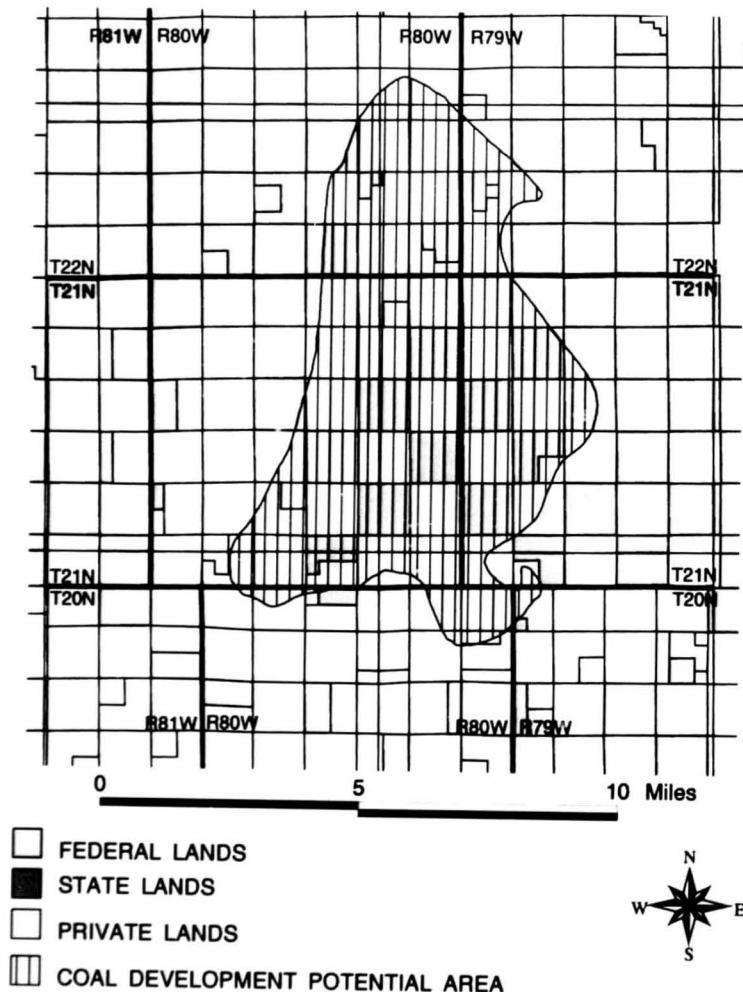 R81W R80W R80W R79W
T22N T22N
T21N T21N
T21N T21N
T20N T20N
R81W R80W R80W R79W
0 5 10 Miles
FEDERAL LANDS
STATE LANDS
PRIVATE LANDS
COAL DEVELOPMENT POTENTIAL AREA
N
W E
S